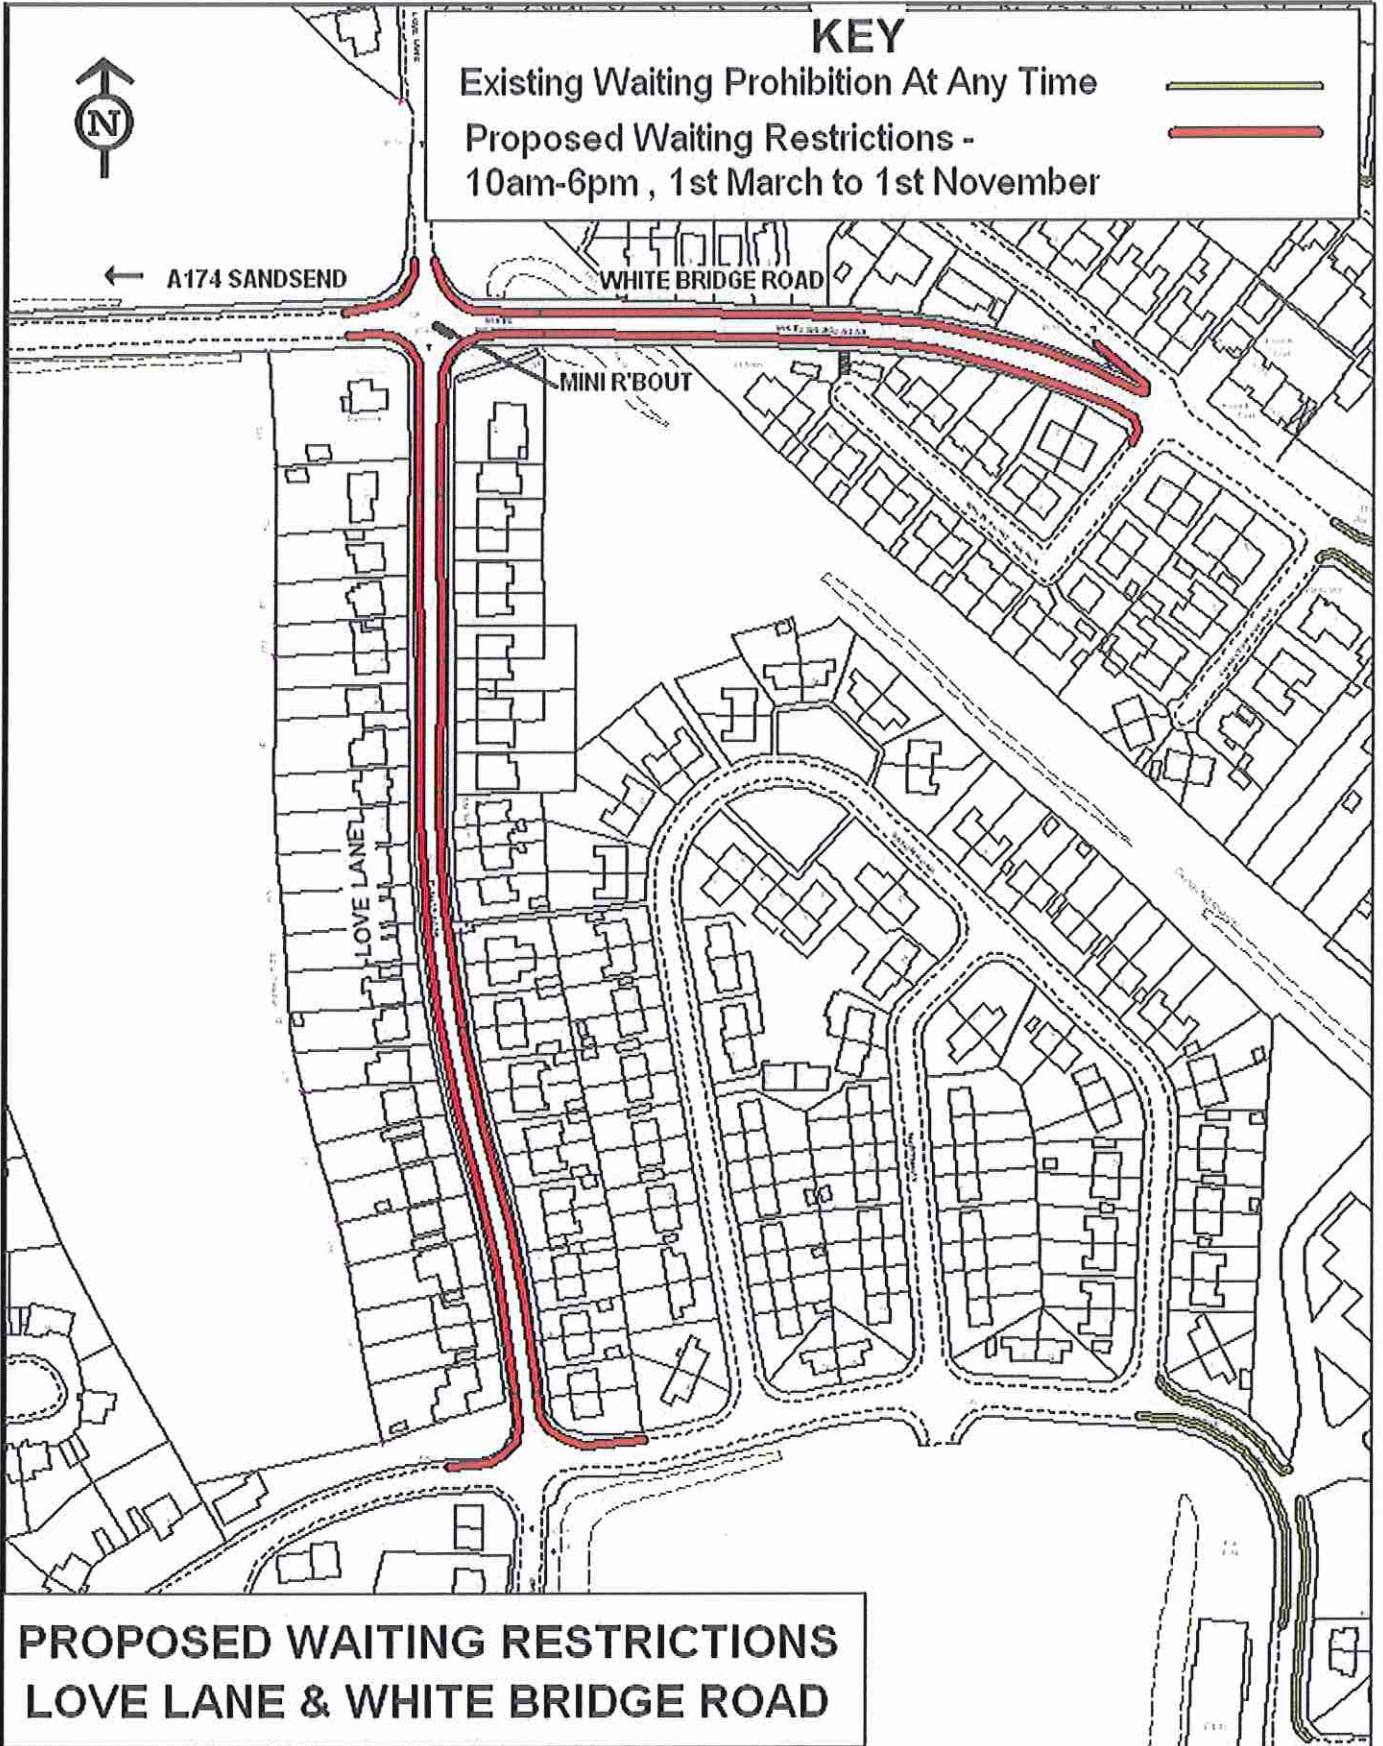 KEY
Existing Waiting Prohibition At Any Time
Proposed Waiting Restrictions -
10am-6pm , 1st March to 1st November
N
← A174 SANDSEND
WHITE BRIDGE ROAD
MINI R'BOUT
LOVE LANE
PROPOSED WAITING RESTRICTIONS
LOVE LANE & WHITE BRIDGE ROAD